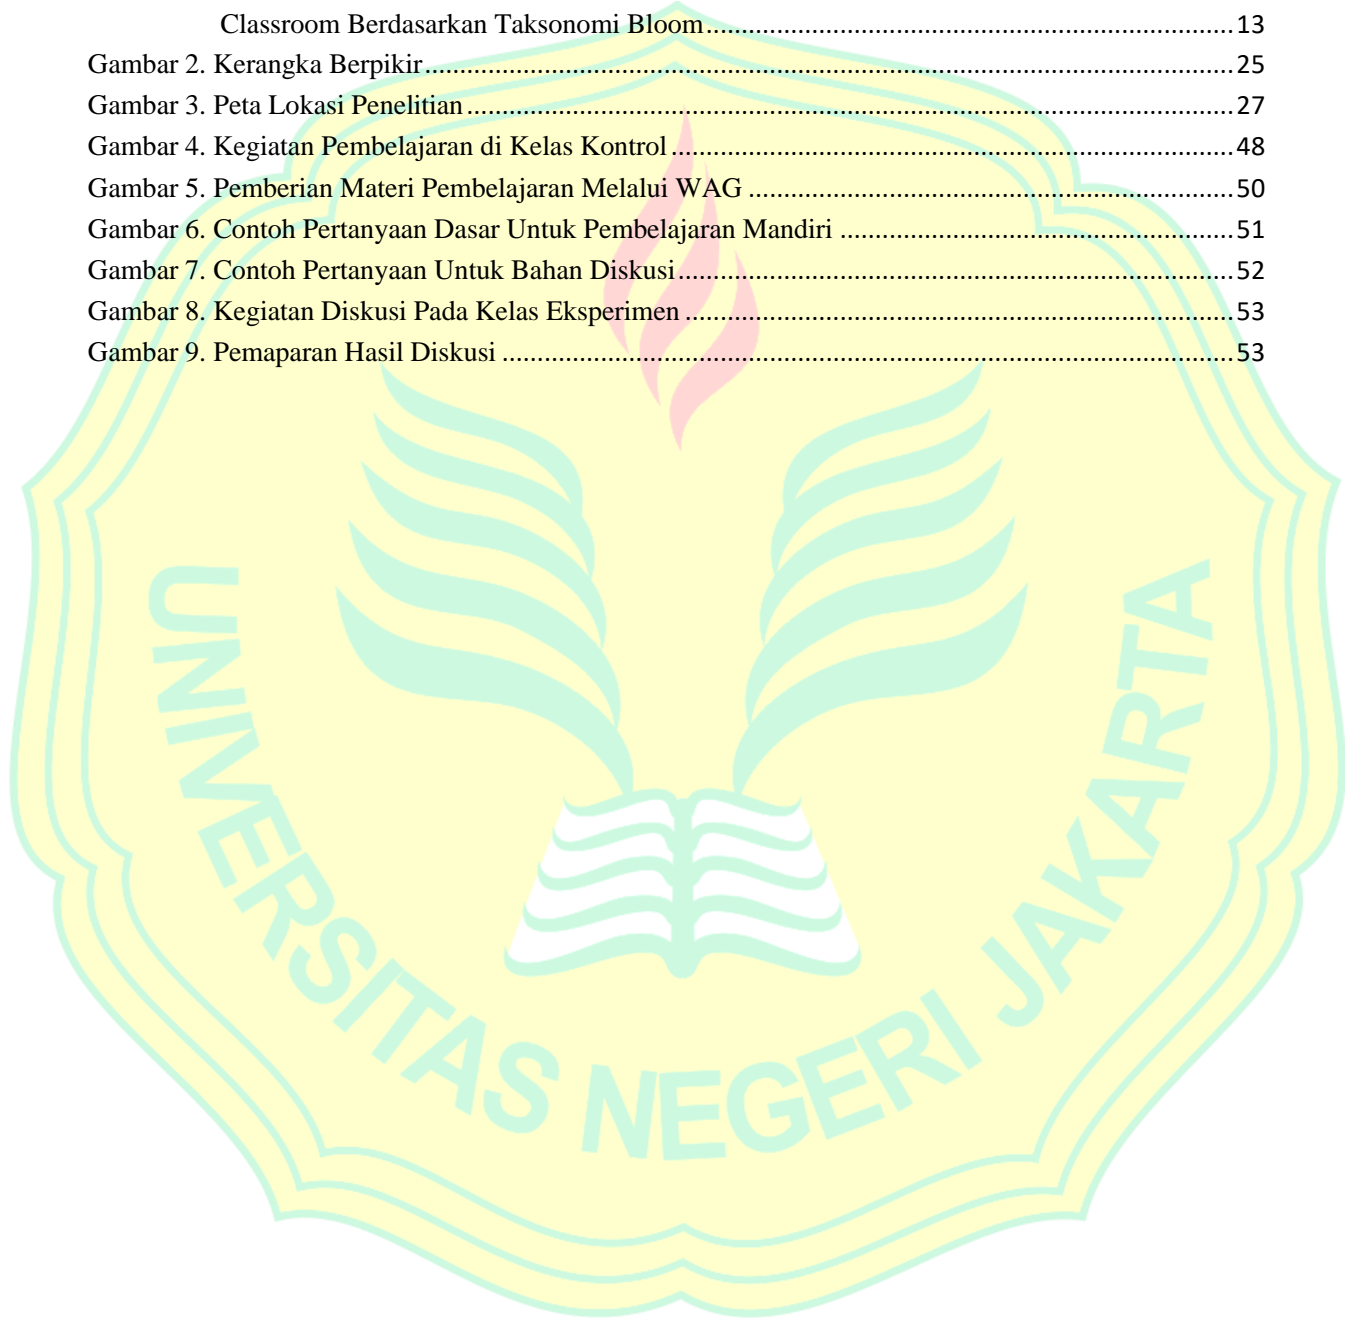 Classroom Berdasarkan Taksonomi Bloom............................................................................13
Gambar 2. Kerangka Berpikir....................................................................................................................25
Gambar 3. Peta Lokasi Penelitian..............................................................................................................27
Gambar 4. Kegiatan Pembelajaran di Kelas Kontrol.................................................................................48
Gambar 5. Pemberian Materi Pembelajaran Melalui WAG......................................................................50
Gambar 6. Contoh Pertanyaan Dasar Untuk Pembelajaran Mandiri.........................................................51
Gambar 7. Contoh Pertanyaan Untuk Bahan Diskusi................................................................................52
Gambar 8. Kegiatan Diskusi Pada Kelas Eksperimen...............................................................................53
Gambar 9. Pemaparan Hasil Diskusi.........................................................................................................53
UNIVERSITAS NEGERI JAKARTA